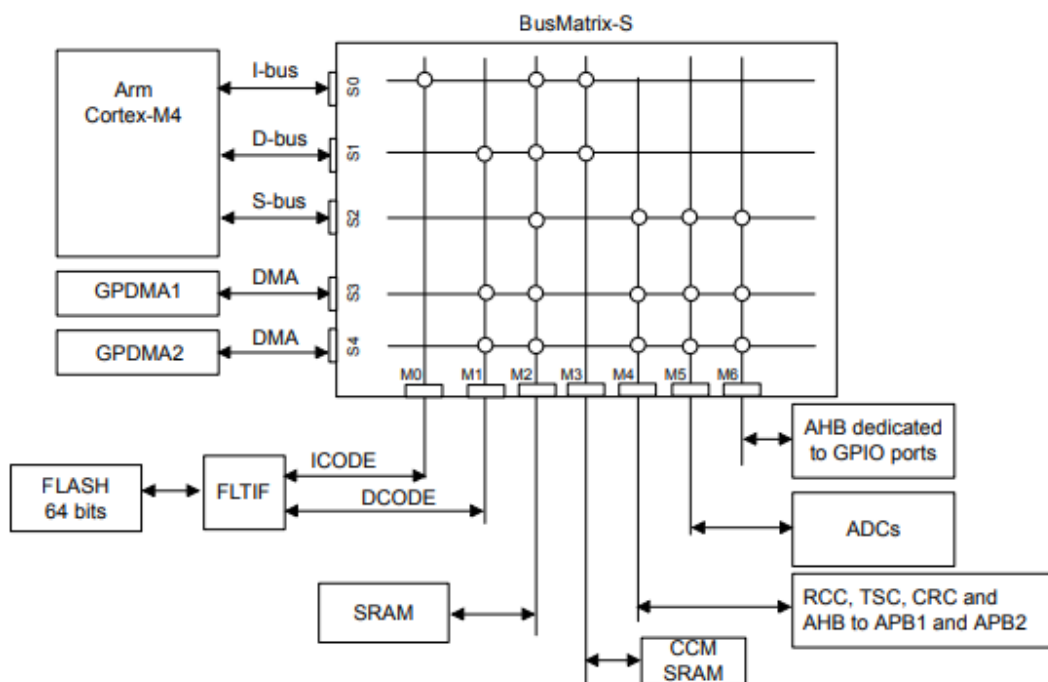 BusMatrix-S
Arm
Cortex-M4
I-bus
S0
D-bus
S1
S-bus
S2
GPDMA1
DMA
S3
GPDMA2
DMA
S4
M0
M1
M2
M3
M4
M5
M6
AHB dedicated
to GPIO ports
ICODE
FLASH
64 bits
FLTIF
DCODE
ADCs
SRAM
RCC, TSC, CRC and
AHB to APB1 and APB2
CCM
SRAM